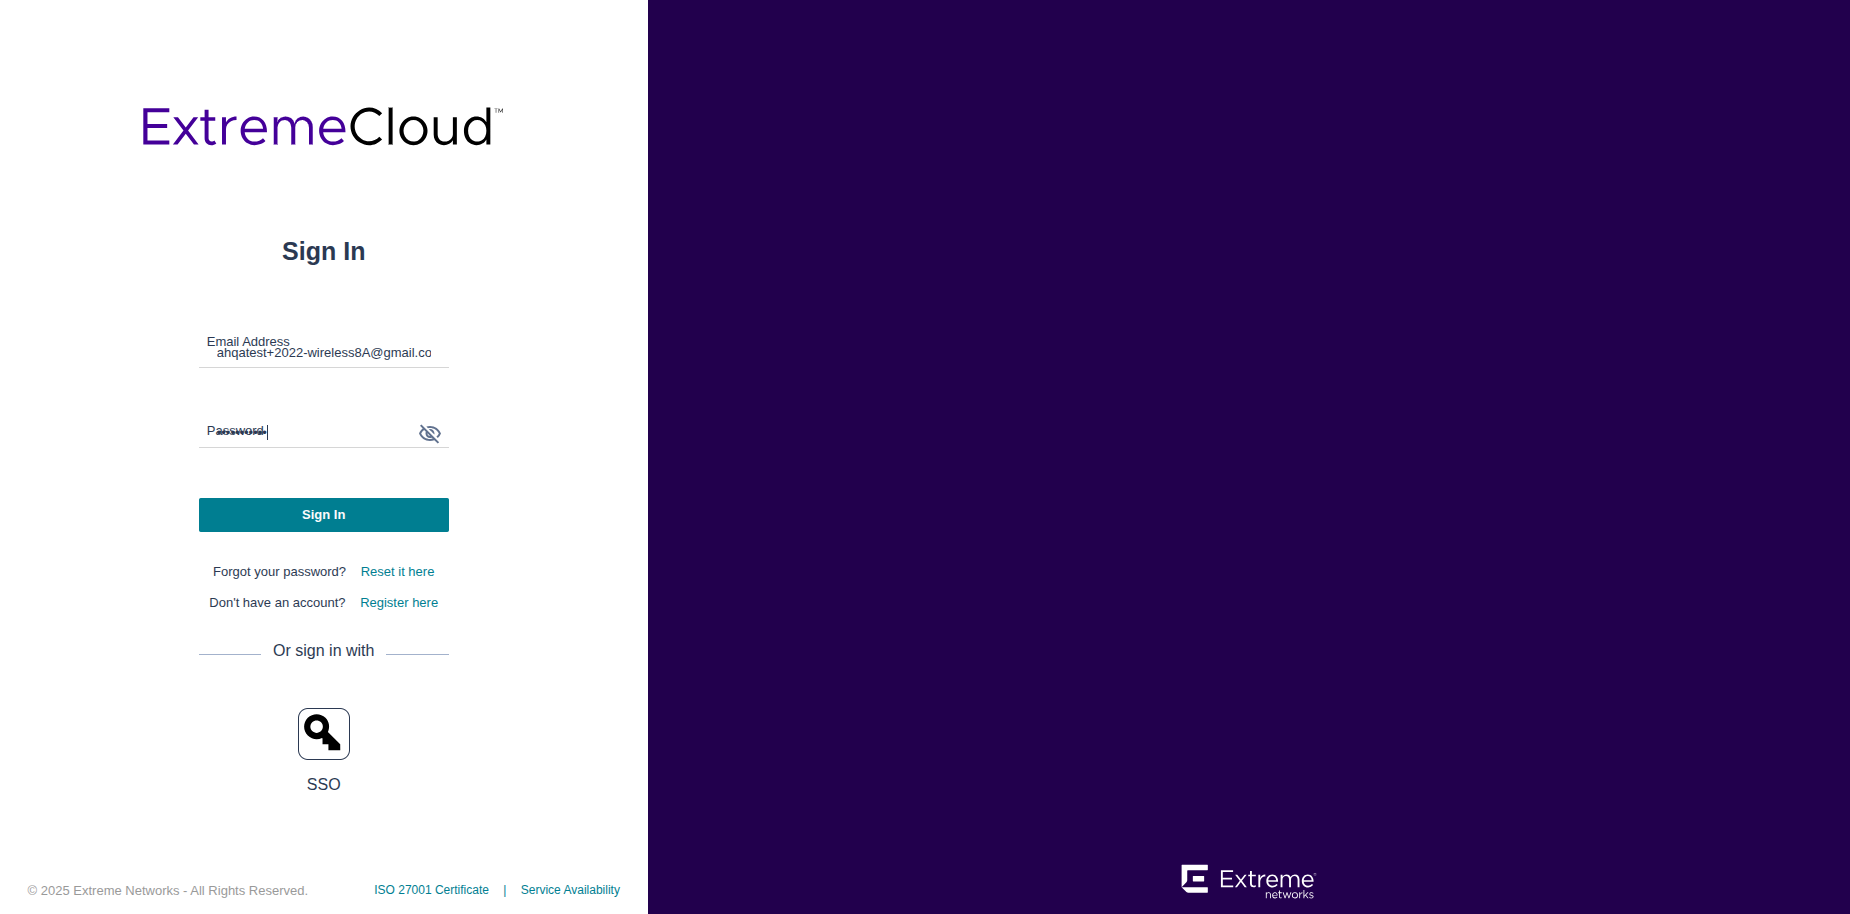 ExtremeCloud™
Sign In
Email Address
ahqatest+2022-wireless8A@gmail.co
Password
Sign In
Forgot your password? Reset it here
Don't have an account? Register here
Or sign in with
SSO
© 2025 Extreme Networks - All Rights Reserved. ISO 27001 Certificate | Service Availability
Extreme
networks